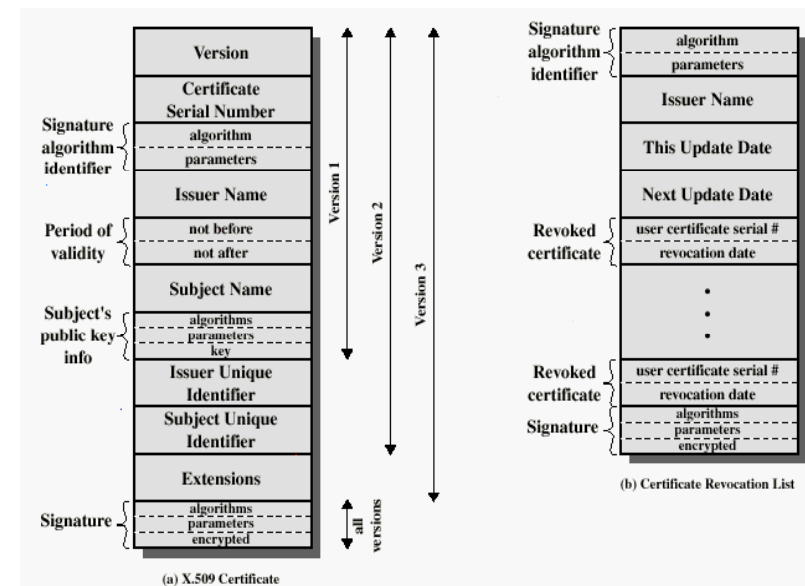 Version
Certificate
Serial Number
Signature
algorithm
identifier
algorithm
parameters
Issuer Name
Period of
validity
not before
not after
Subject Name
Subject's
public key
info
algorithms
parameters
key
Issuer Unique
Identifier
Subject Unique
Identifier
Extensions
Signature
algorithms
parameters
encrypted
Version 1
Version 2
Version 3
all
versions
(a) X.509 Certificate
Signature
algorithm
identifier
algorithm
parameters
Issuer Name
This Update Date
Next Update Date
Revoked
certificate
user certificate serial #
revocation date
Revoked
certificate
user certificate serial #
revocation date
Signature
algorithms
parameters
encrypted
(b) Certificate Revocation List